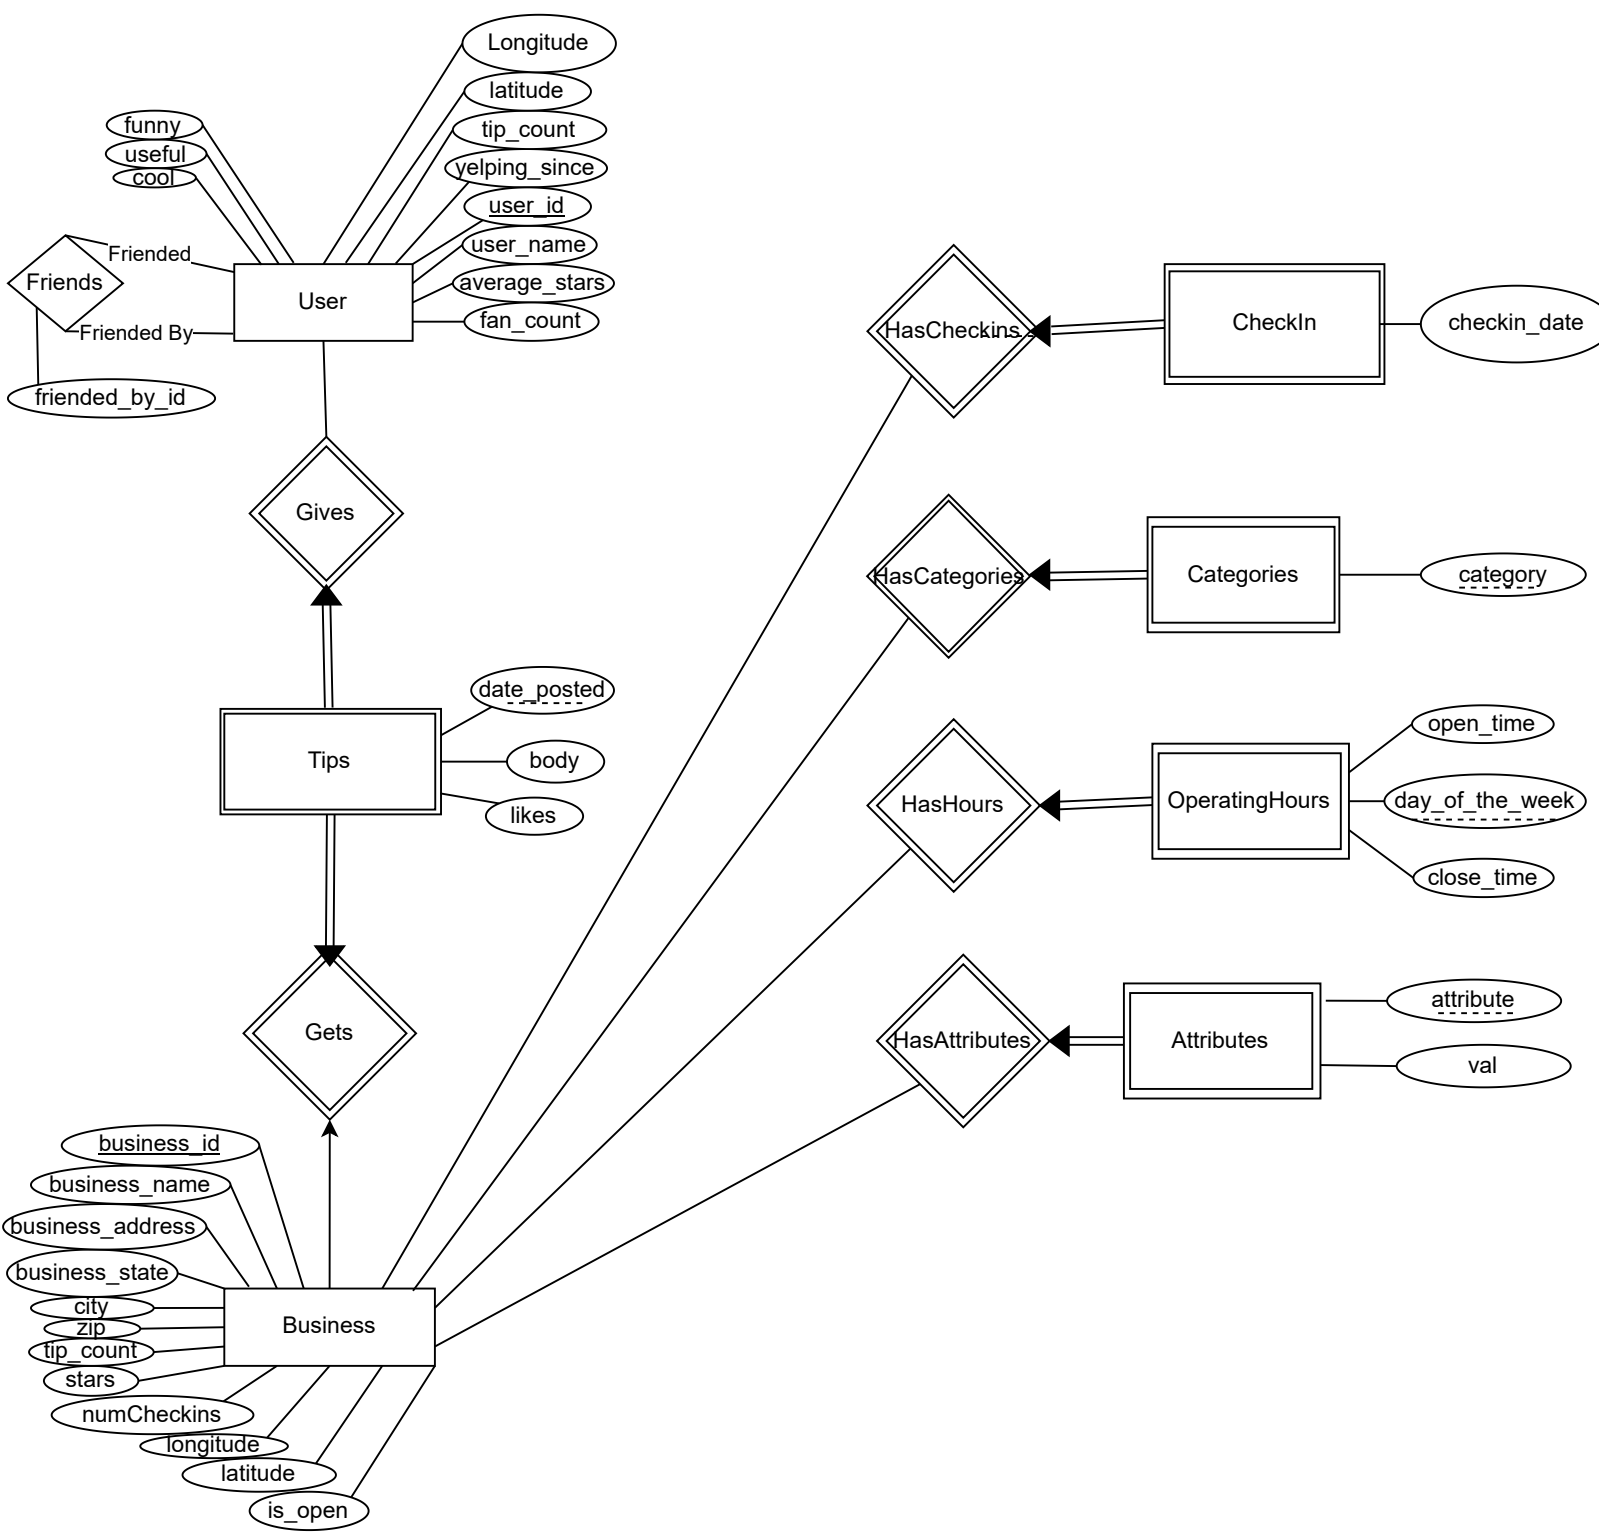 Longitude
latitude
tip_count
yelping_since
user_id
user_name
average_stars
fan_count
funny
useful
cool
Friends
Friended
Friended By
friended_by_id
User
Gives
Tips
date_posted
body
likes
Gets
business_id
business_name
business_address
business_state
city
zip
tip_count
stars
numCheckins
longitude
latitude
is_open
Business
HasCheckins
CheckIn
checkin_date
HasCategories
Categories
category
HasHours
OperatingHours
open_time
day_of_the_week
close_time
HasAttributes
Attributes
attribute
val